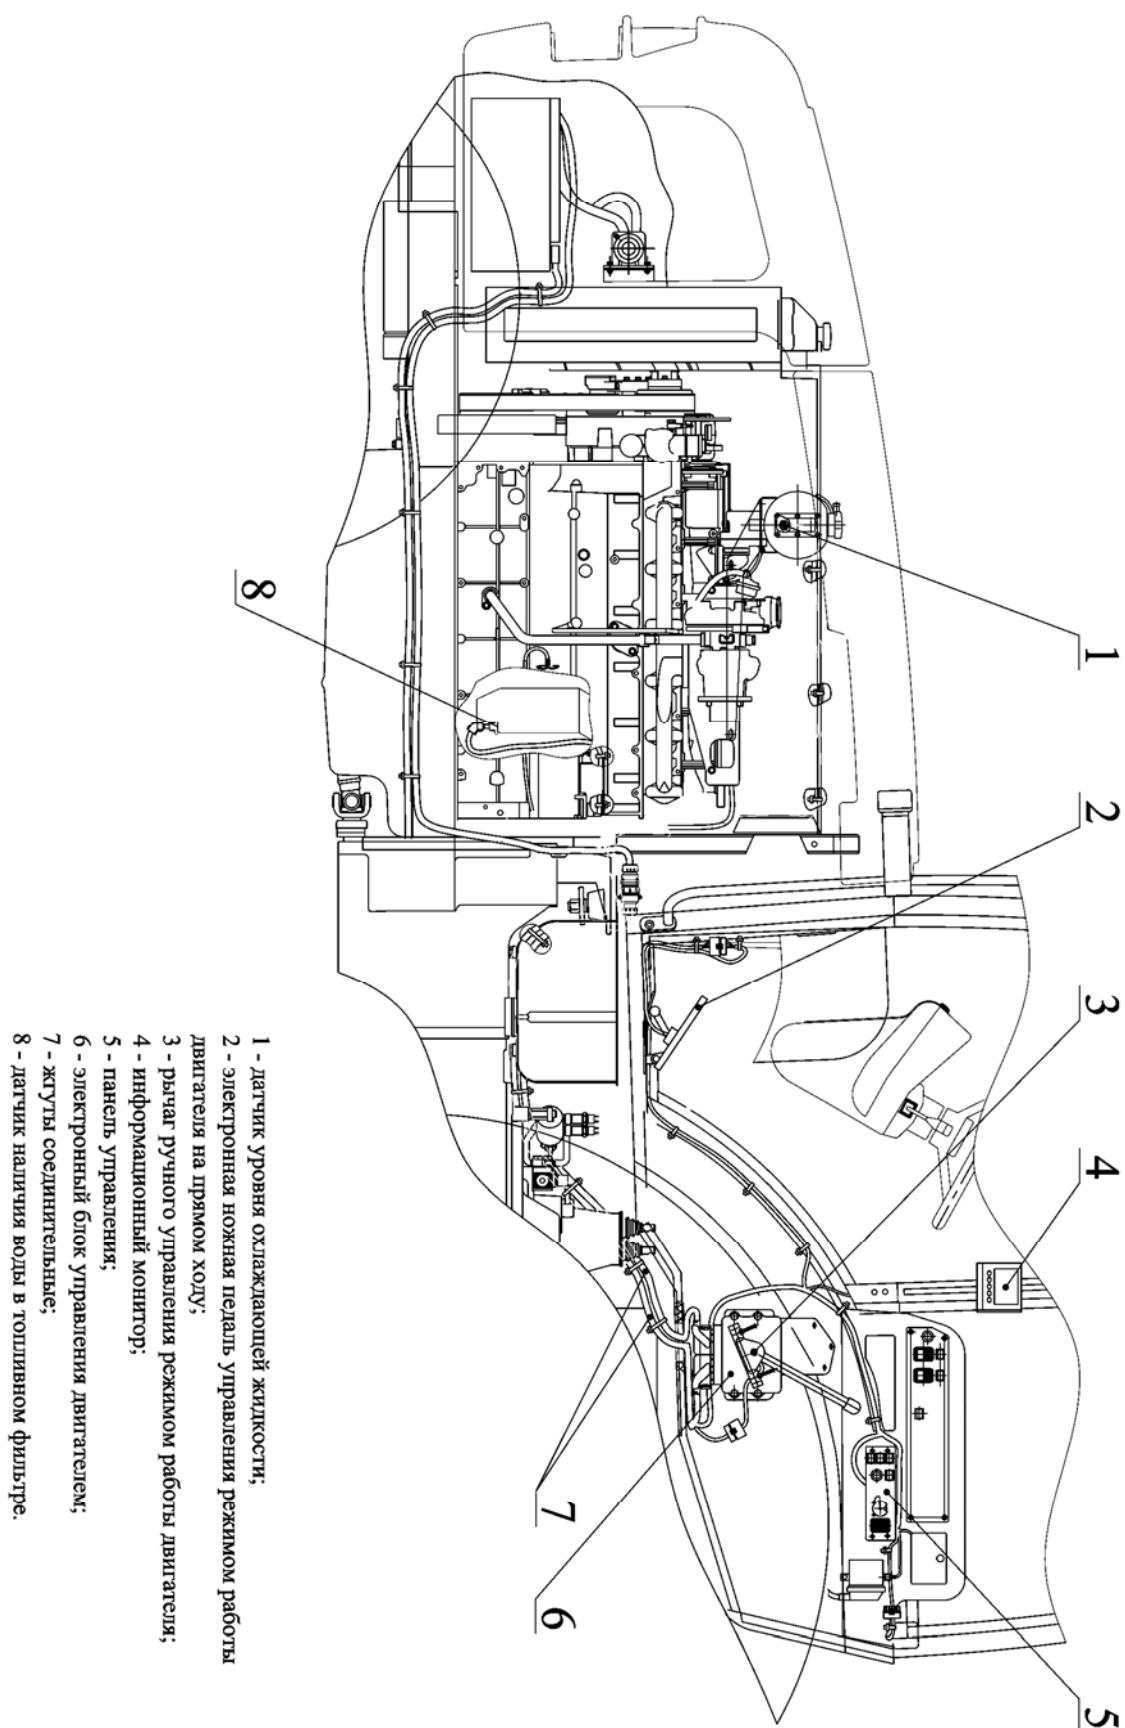 1
2
3
4
5
6
7
8
1 - датчик уровня охлаждающей жидкости;
2 - электронная ножная педаль управления режимом работы
двигателя на прямом ходу;
3 - рычаг ручного управления режимом работы двигателя;
4 - информационный монитор;
5 - панель управления;
6 - электронный блок управления двигателем;
7 - жгуты соединительные;
8 - датчик наличия воды в топливном фильтре.